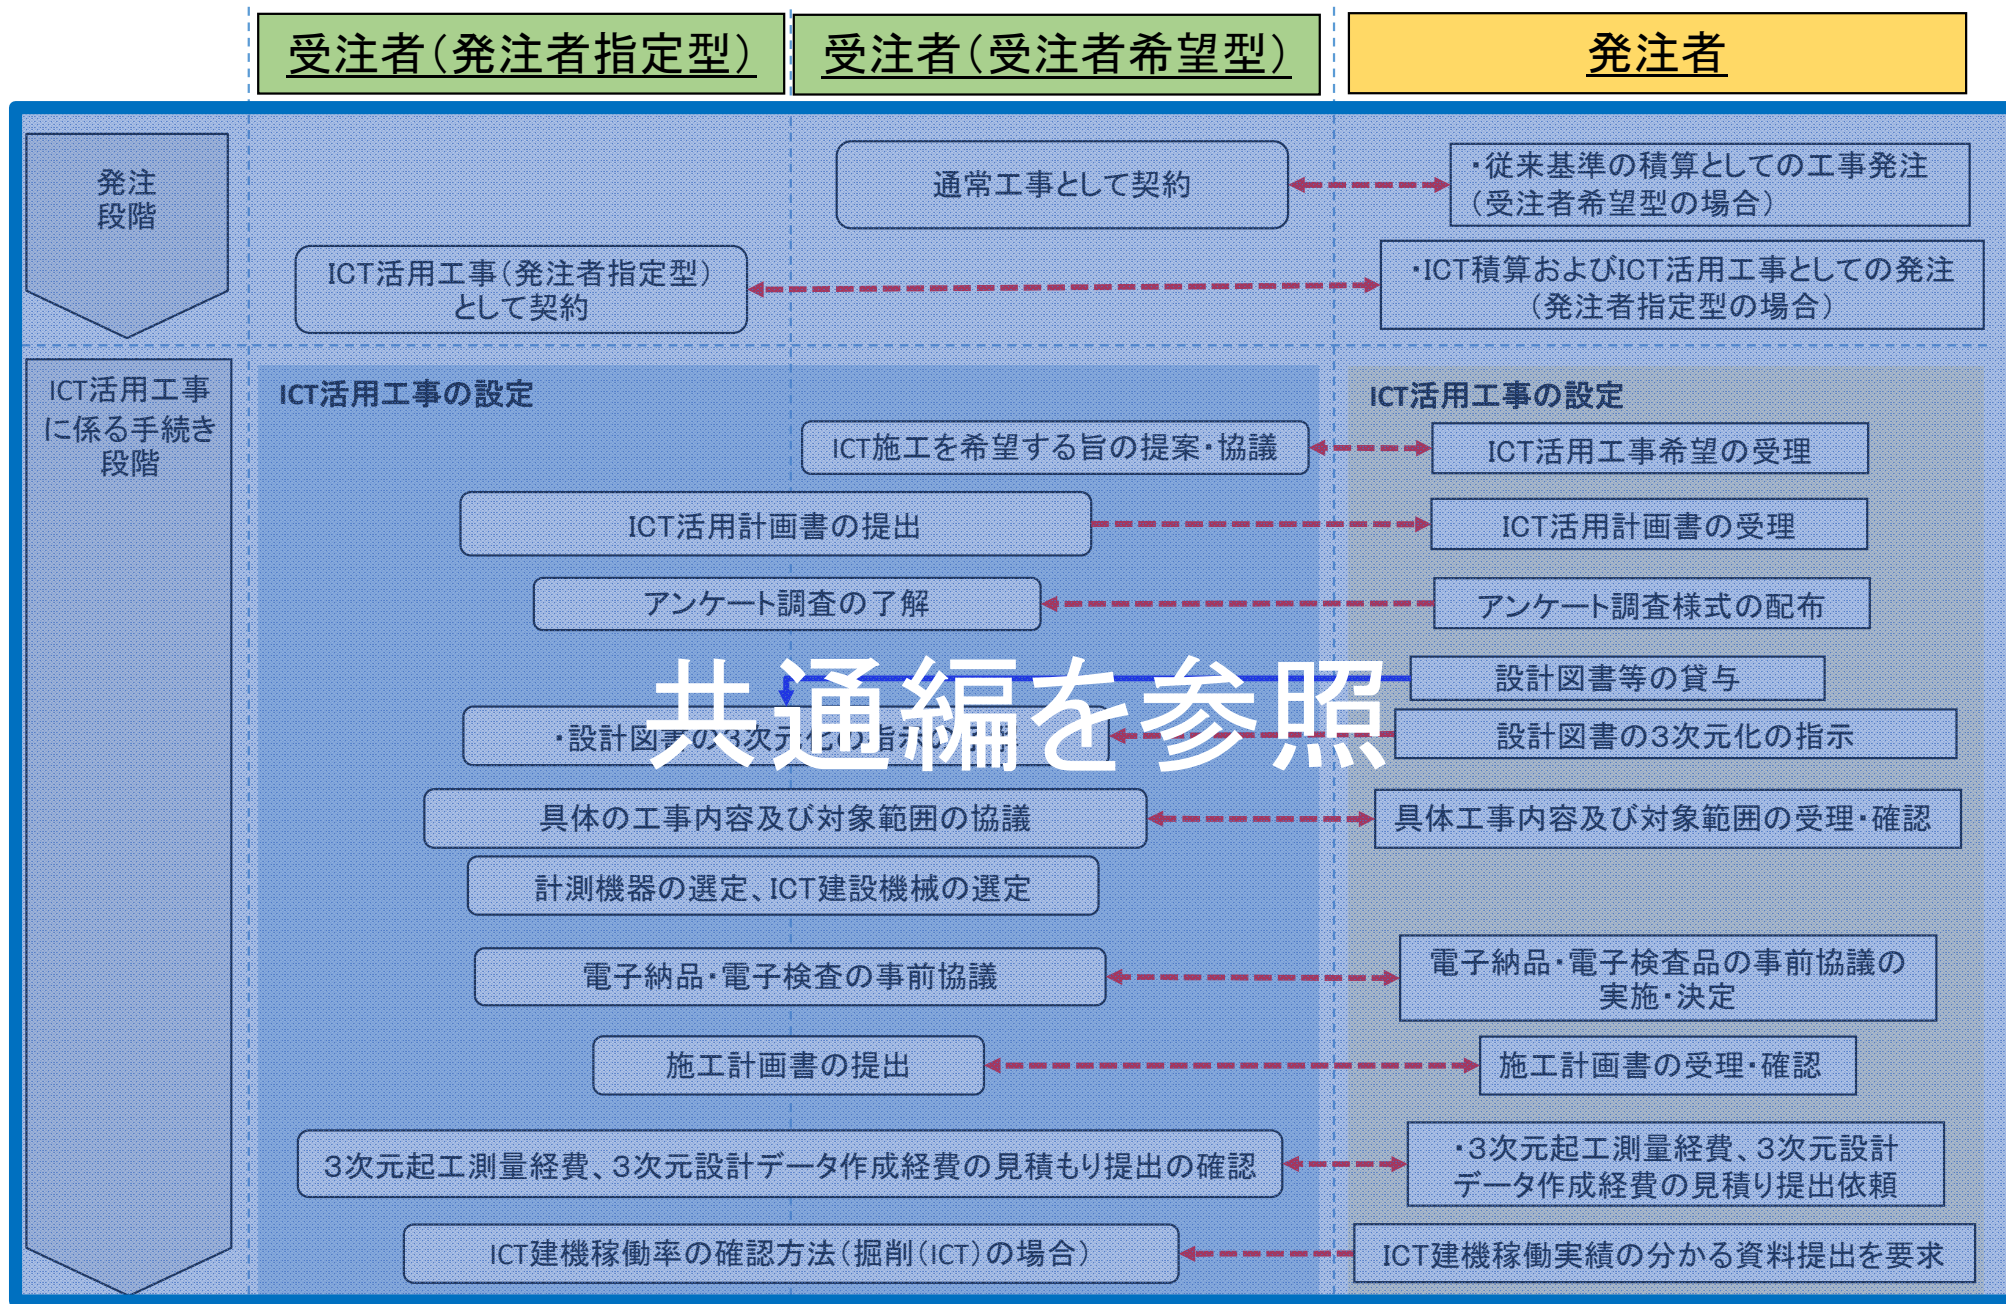 受注者（発注者指定型）
受注者（受注者希望型）
発注者
発注
段階
通常工事として契約
・従来基準の積算としての工事発注
（受注者希望型の場合）
ICT活用工事（発注者指定型）
として契約
・ICT積算およびICT活用工事としての発注
（発注者指定型の場合）
ICT活用工事
に係る手続き
段階
ICT活用工事の設定
ICT活用工事の設定
ICT施工を希望する旨の提案・協議
ICT活用工事希望の受理
ICT活用計画書の提出
ICT活用計画書の受理
アンケート調査の了解
アンケート調査様式の配布
共通編を参照
設計図書等の貸与
・設計図書の3次元化の指示の
設計図書の3次元化の指示
具体の工事内容及び対象範囲の協議
具体工事内容及び対象範囲の受理・確認
計測機器の選定、ICT建設機械の選定
電子納品・電子検査の事前協議
電子納品・電子検査品の事前協議の
実施・決定
施工計画書の提出
施工計画書の受理・確認
3次元起工測量経費、3次元設計データ作成経費の見積もり提出の確認
・3次元起工測量経費、3次元設計
データ作成経費の見積り提出依頼
ICT建機稼働率の確認方法（掘削（ICT）の場合）
ICT建機稼働実績の分かる資料提出を要求